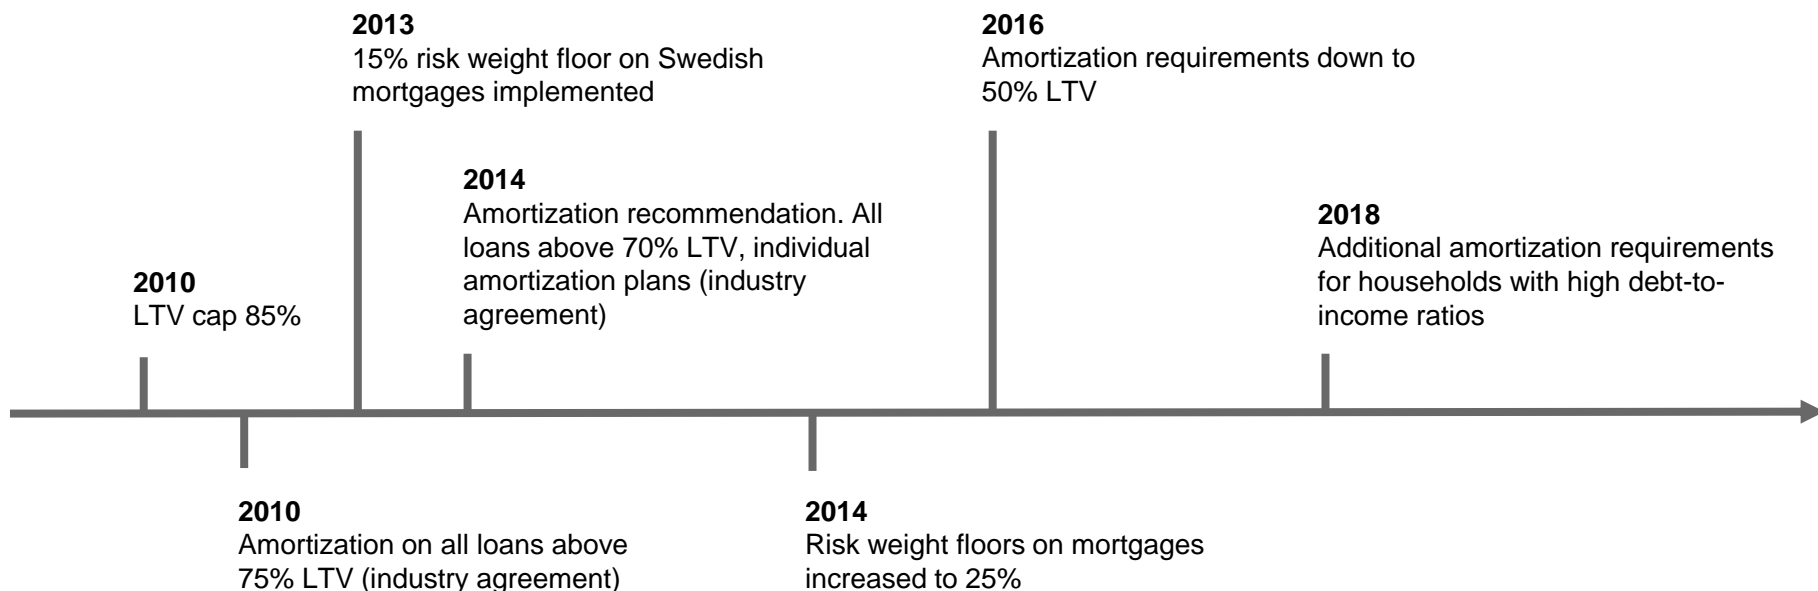 2013
15% risk weight floor on Swedish
mortgages implemented
2016
Amortization requirements down to
50% LTV
2014
Amortization recommendation. All
loans above 70% LTV, individual
amortization plans (industry
agreement)
2018
Additional amortization requirements
for households with high debt-to-
income ratios
2010
LTV cap 85%
2010
Amortization on all loans above
75% LTV (industry agreement)
2014
Risk weight floors on mortgages
increased to 25%